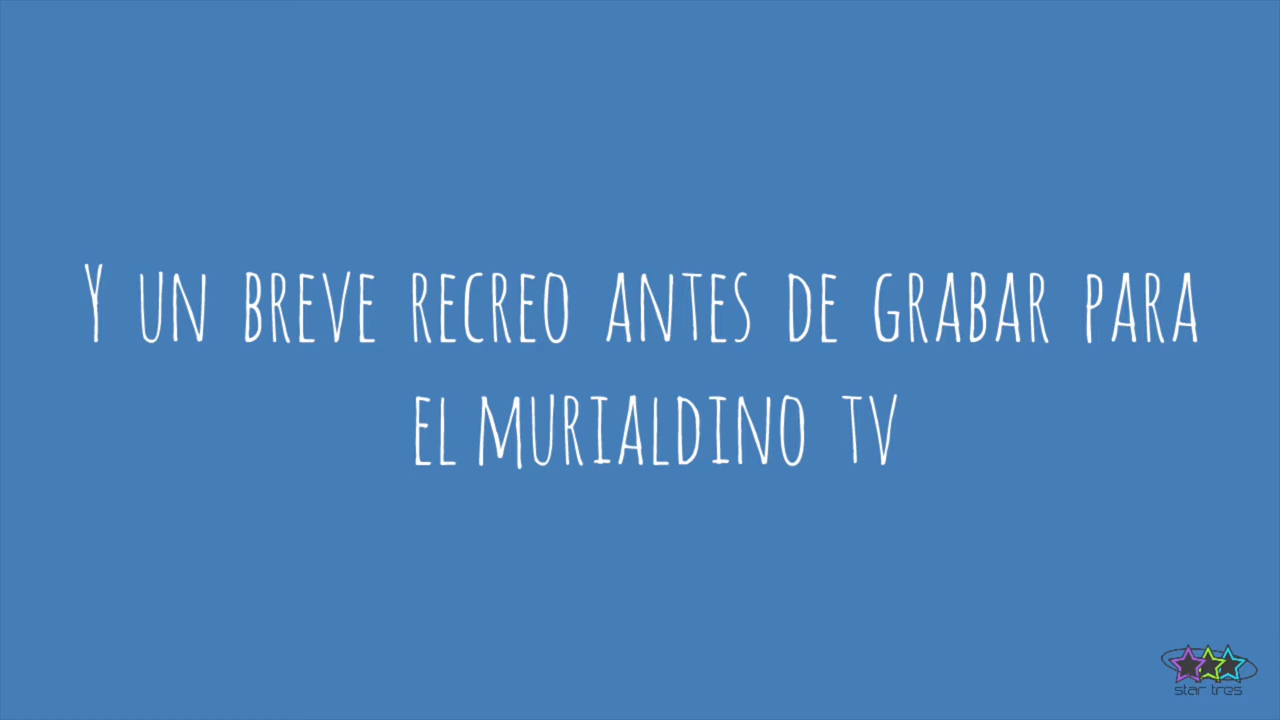 Y UN BREVE RECREO ANTES DE GRABAR PARA
EL MURIALDINO TV
star tres